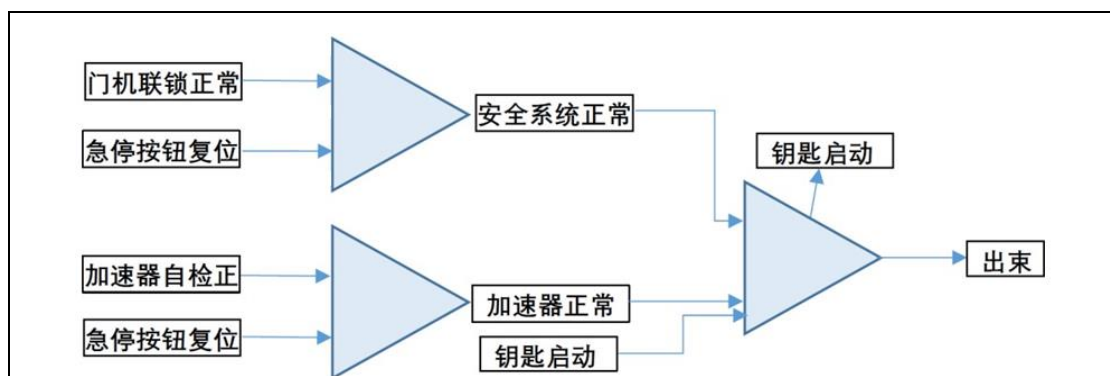 门机联锁正常
急停按钮复位
安全系统正常
钥匙启动
加速器自检正
急停按钮复位
加速器正常
钥匙启动
出束